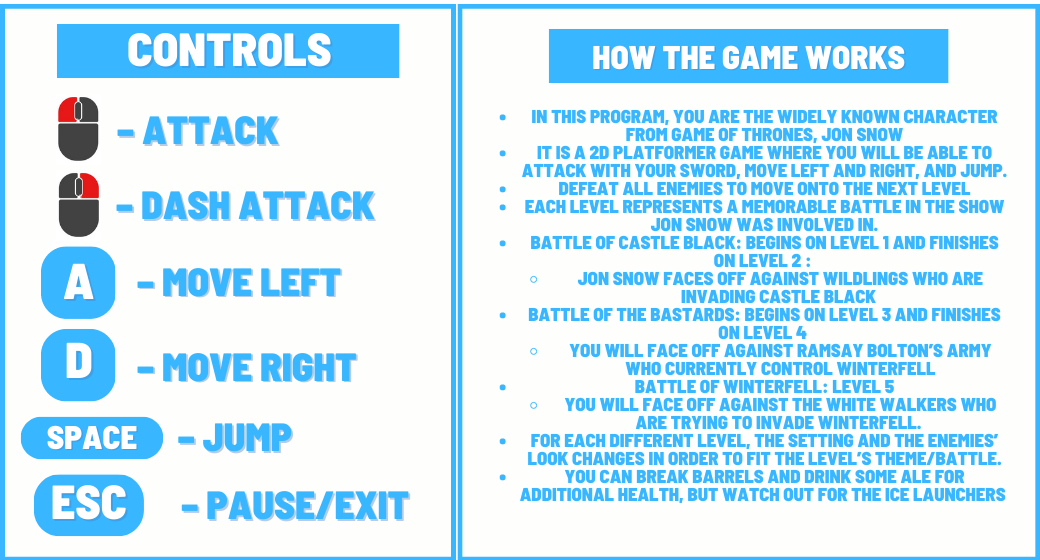 CONTROLS
– ATTACK
– DASH ATTACK
A – MOVE LEFT
D – MOVE RIGHT
SPACE – JUMP
ESC – PAUSE/EXIT
HOW THE GAME WORKS
• IN THIS PROGRAM, YOU ARE THE WIDELY KNOWN CHARACTER
FROM GAME OF THRONES, JON SNOW
• IT IS A 2D PLATFORMER GAME WHERE YOU WILL BE ABLE TO
ATTACK WITH YOUR SWORD, MOVE LEFT AND RIGHT, AND JUMP.
• DEFEAT ALL ENEMIES TO MOVE ONTO THE NEXT LEVEL
• EACH LEVEL REPRESENTS A MEMORABLE BATTLE IN THE SHOW
JON SNOW WAS INVOLVED IN.
• BATTLE OF CASTLE BLACK: BEGINS ON LEVEL 1 AND FINISHES
ON LEVEL 2 :
◦ JON SNOW FACES OFF AGAINST WILDLINGS WHO ARE
INVADING CASTLE BLACK
• BATTLE OF THE BASTARDS: BEGINS ON LEVEL 3 AND FINISHES
ON LEVEL 4
◦ YOU WILL FACE OFF AGAINST RAMSAY BOLTON'S ARMY
WHO CURRENTLY CONTROL WINTERFELL
• BATTLE OF WINTERFELL: LEVEL 5
◦ YOU WILL FACE OFF AGAINST THE WHITE WALKERS WHO
ARE TRYING TO INVADE WINTERFELL.
• FOR EACH DIFFERENT LEVEL, THE SETTING AND THE ENEMIES'
LOOK CHANGES IN ORDER TO FIT THE LEVEL'S THEME/BATTLE.
• YOU CAN BREAK BARRELS AND DRINK SOME ALE FOR
ADDITIONAL HEALTH, BUT WATCH OUT FOR THE ICE LAUNCHERS